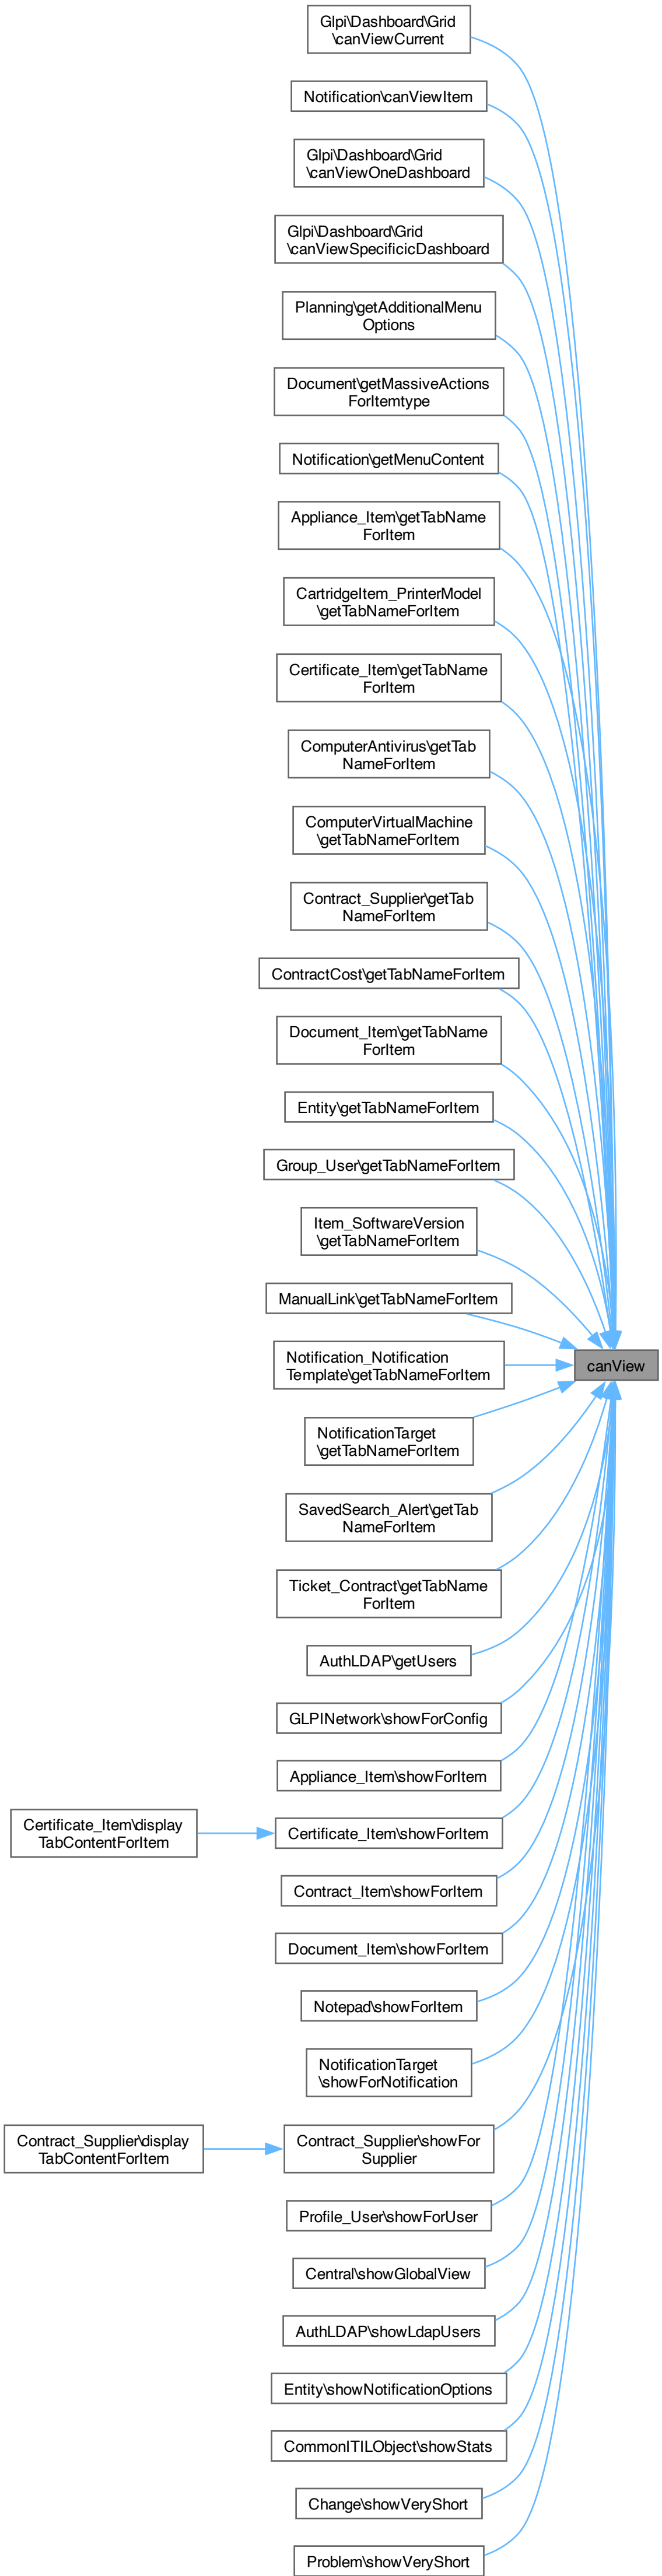 Glpi\Dashboard\Grid
\canViewCurrent
Notification\canViewItem
Glpi\Dashboard\Grid
\canViewOneDashboard
Glpi\Dashboard\Grid
\canViewSpecificicDashboard
Planning\getAdditionalMenu
Options
Document\getMassiveActions
ForItemtype
Notification\getMenuContent
Appliance_Item\getTabName
ForItem
CartridgeItem_PrinterModel
\getTabNameForItem
Certificate_Item\getTabName
ForItem
ComputerAntivirus\getTab
NameForItem
ComputerVirtualMachine
\getTabNameForItem
Contract_Supplier\getTab
NameForItem
ContractCost\getTabNameForItem
Document_Item\getTabName
ForItem
Entity\getTabNameForItem
Group_User\getTabNameForItem
Item_SoftwareVersion
\getTabNameForItem
ManualLink\getTabNameForItem
Notification_Notification
Template\getTabNameForItem
canView
NotificationTarget
\getTabNameForItem
SavedSearch_Alert\getTab
NameForItem
Ticket_Contract\getTabName
ForItem
AuthLDAP\getUsers
GLPINetwork\showForConfig
Appliance_Item\showForItem
Certificate_Item\display
TabContentForItem
Certificate_Item\showForItem
Contract_Item\showForItem
Document_Item\showForItem
Notepad\showForItem
NotificationTarget
\showForNotification
Contract_Supplier\display
TabContentForItem
Contract_Supplier\showFor
Supplier
Profile_User\showForUser
Central\showGlobalView
AuthLDAP\showLdapUsers
Entity\showNotificationOptions
CommonITILObject\showStats
Change\showVeryShort
Problem\showVeryShort